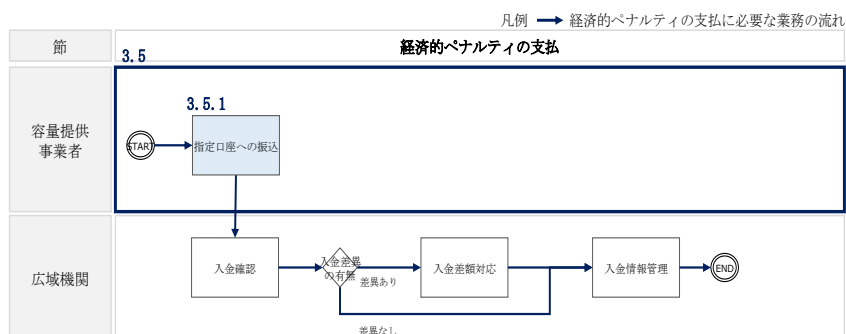 凡例 経済的ペナルティの支払に必要な業務の流れ
節
経済的ペナルティの支払
3.5
容量提供
事業者
3.5.1
START
指定口座への振込
広域機関
入金確認
入金差異
の有無
差異あり
入金差額対応
入金情報管理
END
差異なし